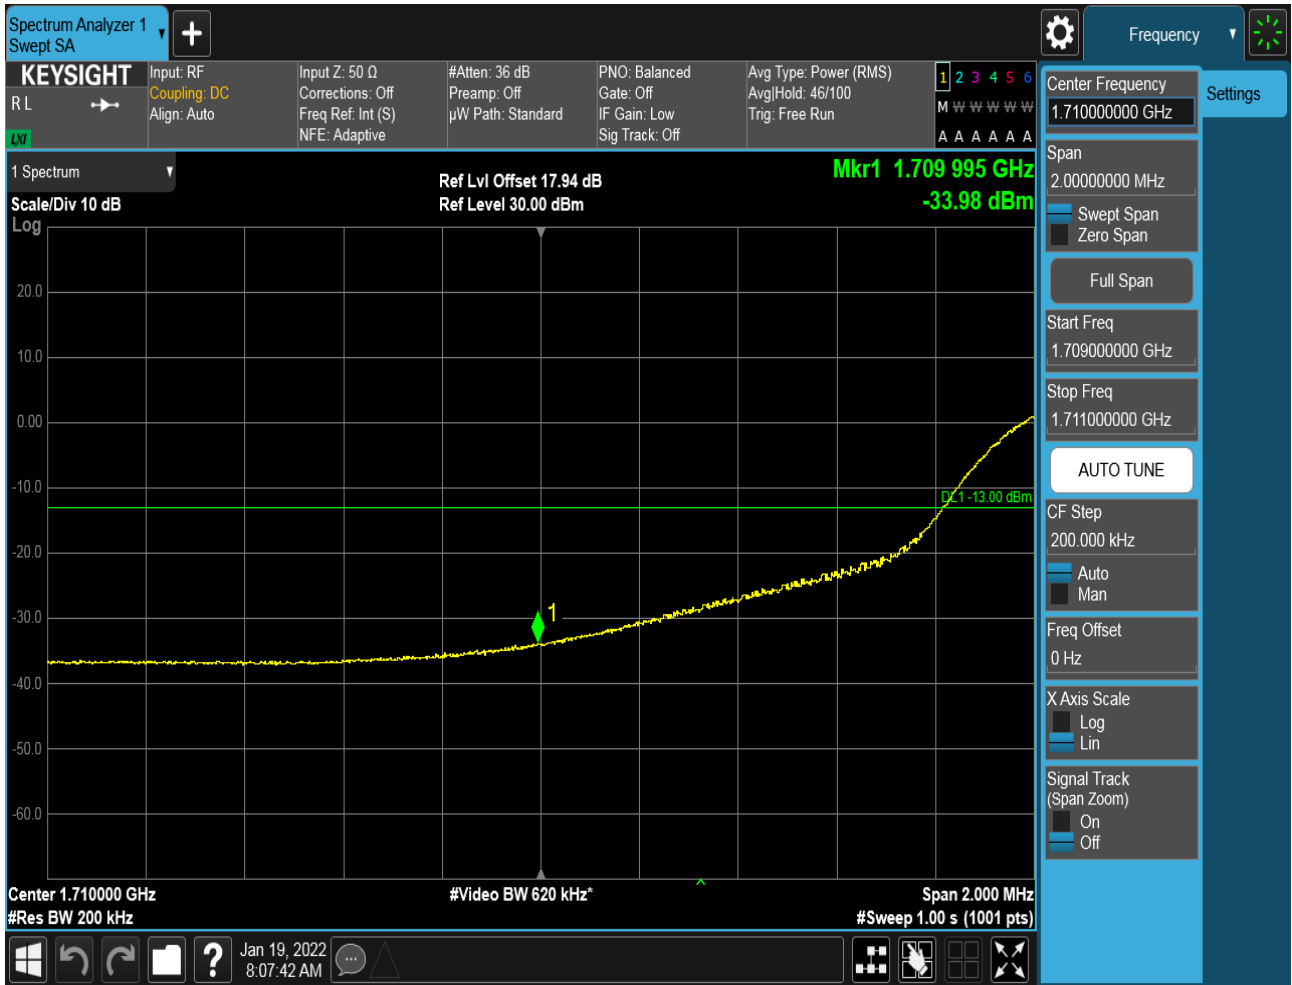 Spectrum Analyzer 1
Swept SA
Frequency
KEYSIGHT
R L
LXI
Input: RF
Coupling: DC
Align: Auto
Input Z: 50 Ω
Corrections: Off
Freq Ref: Int (S)
NFE: Adaptive
#Atten: 36 dB
Preamp: Off
µW Path: Standard
PNO: Balanced
Gate: Off
IF Gain: Low
Sig Track: Off
Avg Type: Power (RMS)
Avg|Hold: 46/100
Trig: Free Run
1 2 3 4 5 6
M W W W W W
A A A A A A
1 Spectrum
Scale/Div 10 dB
Log
Ref Lvl Offset 17.94 dB
Ref Level 30.00 dBm
Mkr1 1.709 995 GHz
-33.98 dBm
20.0
10.0
0.00
-10.0
DL1 -13.00 dBm
-20.0
-30.0
1
-40.0
-50.0
-60.0
Center 1.710000 GHz
#Res BW 200 kHz
#Video BW 620 kHz*
Span 2.000 MHz
#Sweep 1.00 s (1001 pts)
Jan 19, 2022
8:07:42 AM
?
Center Frequency
1.710000000 GHz
Settings
Span
2.00000000 MHz
Swept Span
Zero Span
Full Span
Start Freq
1.709000000 GHz
Stop Freq
1.711000000 GHz
AUTO TUNE
CF Step
200.000 kHz
Auto
Man
Freq Offset
0 Hz
X Axis Scale
Log
Lin
Signal Track
(Span Zoom)
On
Off